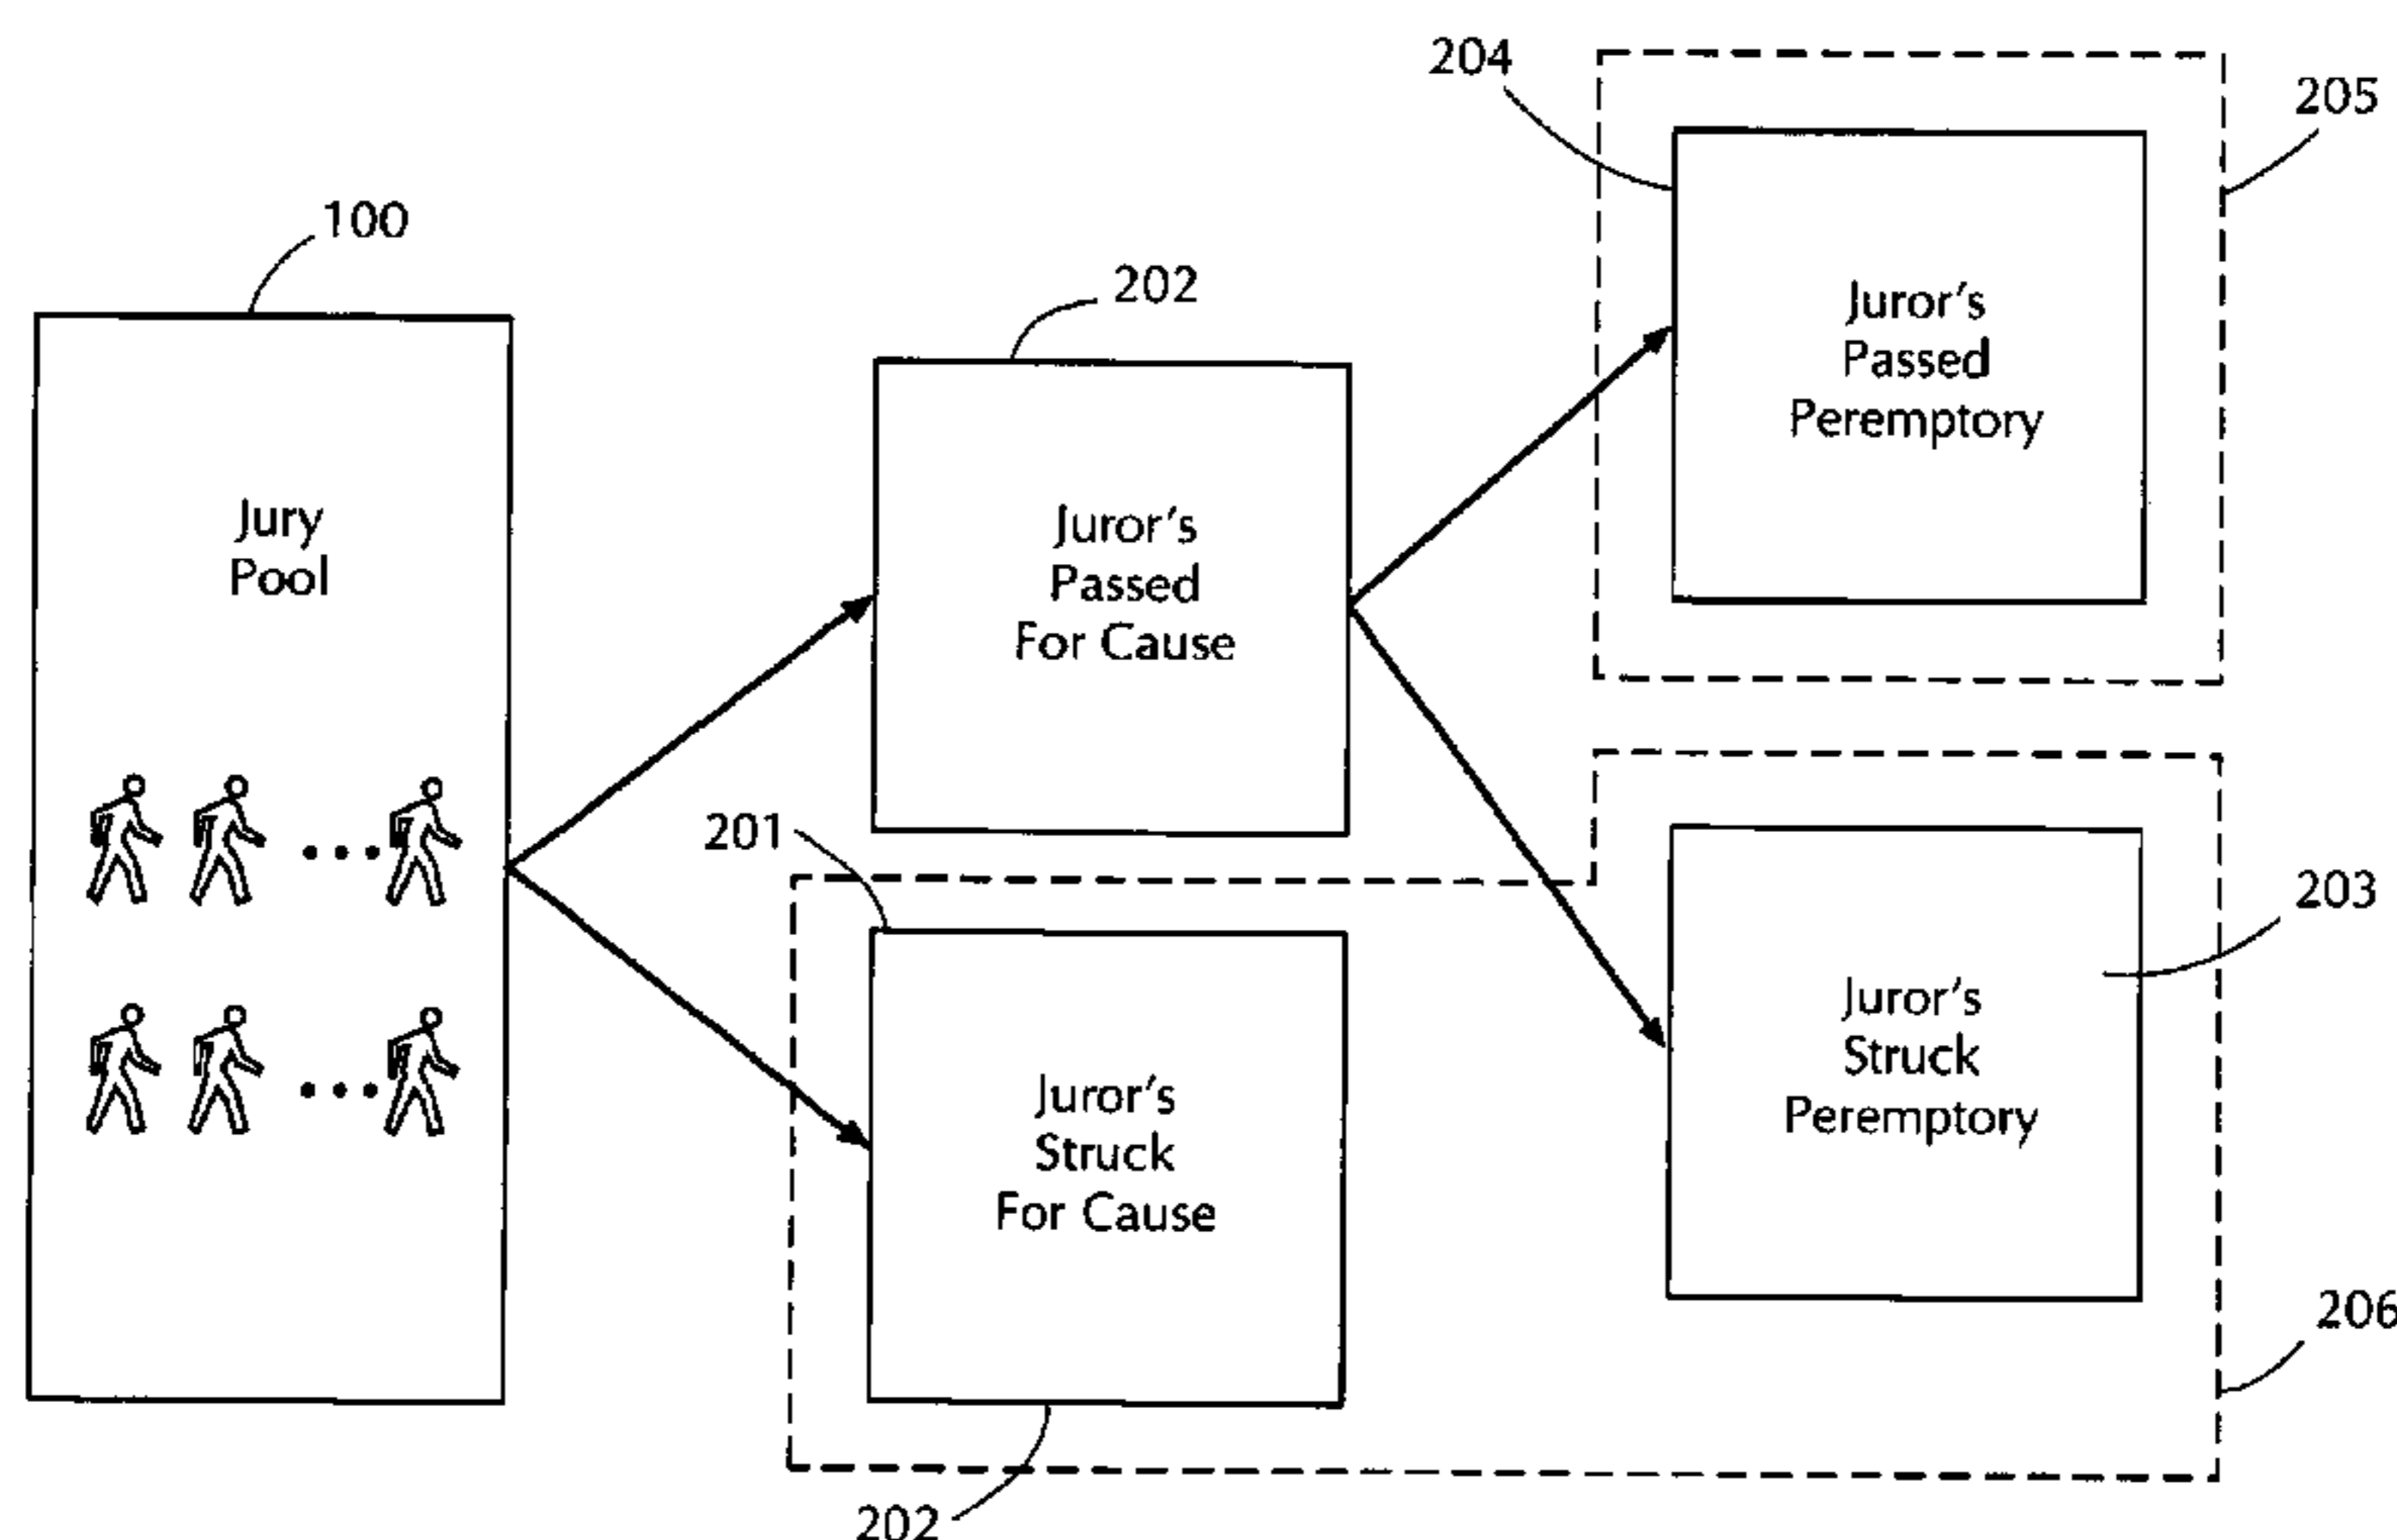 204
205
100
202
Juror's
Passed
Peremptory
Jury
Pool
Juror's
Passed
For Cause
201
203
Juror's
Struck
Peremptory
Juror's
Struck
For Cause
206
202